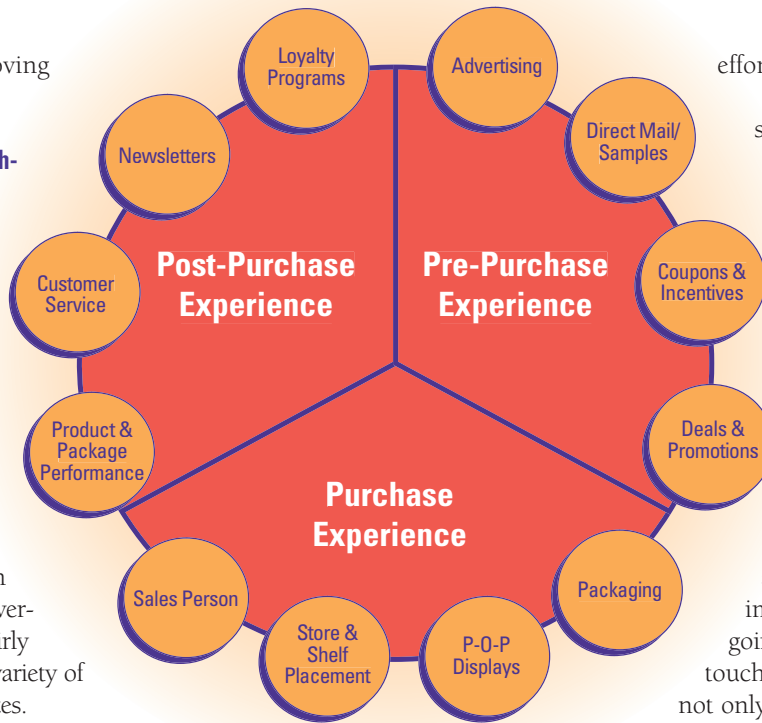 oving
h-
n
ver-
irly
variety of
es.
Loyalty
Programs
Advertising
Newsletters
Direct Mail/
Samples
Post-Purchase
Experience
Pre-Purchase
Experience
Customer
Service
Coupons &
Incentives
Product &
Package
Performance
Deals &
Promotions
Purchase
Experience
Sales Person
Store &
Shelf
Placement
P-O-P
Displays
Packaging
effor
s
in
goin
touch
not only